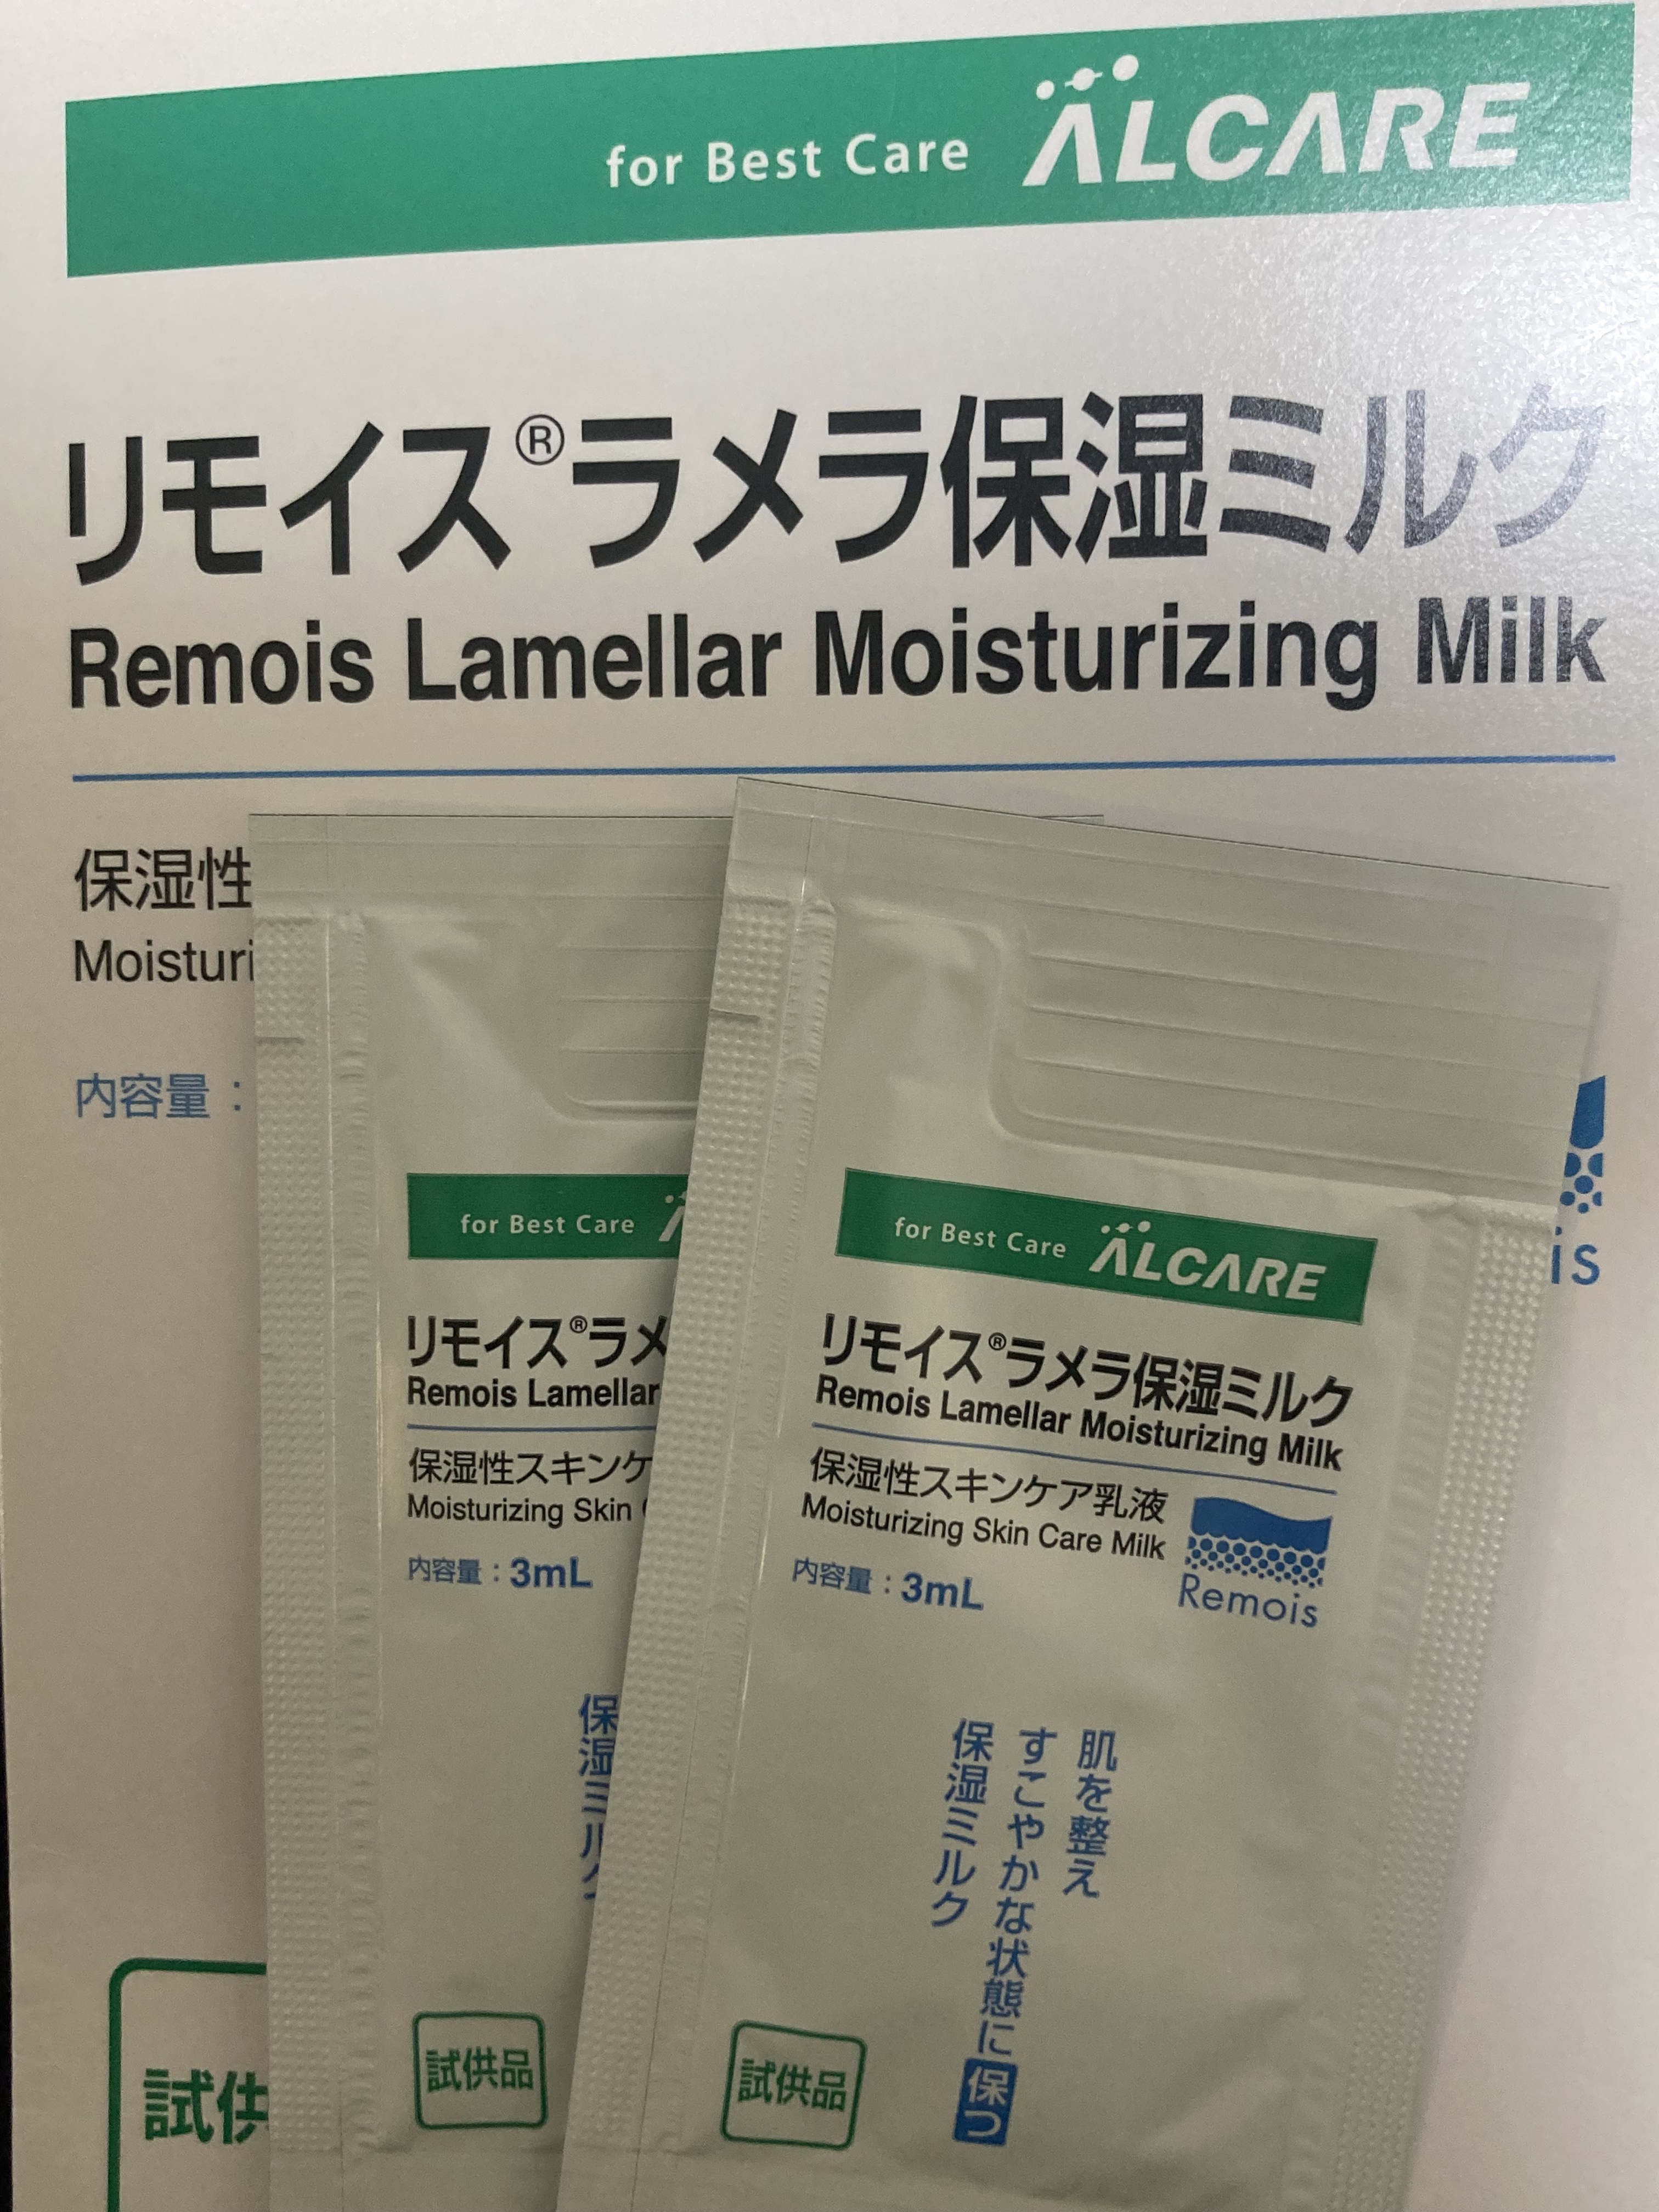 for Best Care ALCARE
リモイス®ラメラ保湿ミルク
Remois Lamellar Moisturizing Milk
保湿性
Moisturi
内容量：
is
試供
for Best Care
リモイス®ラメ
Remois Lamellar
保湿性スキンケ
Moisturizing Skin
内容量：3mL
保湿ミルク
試供品
for Best Care ALCARE
リモイス®ラメラ保湿ミルク
Remois Lamellar Moisturizing Milk
保湿性スキンケア乳液
Moisturizing Skin Care Milk
内容量：3mL
Remois
肌を整え
すこやかな状態に保つ
保湿ミルク
試供品